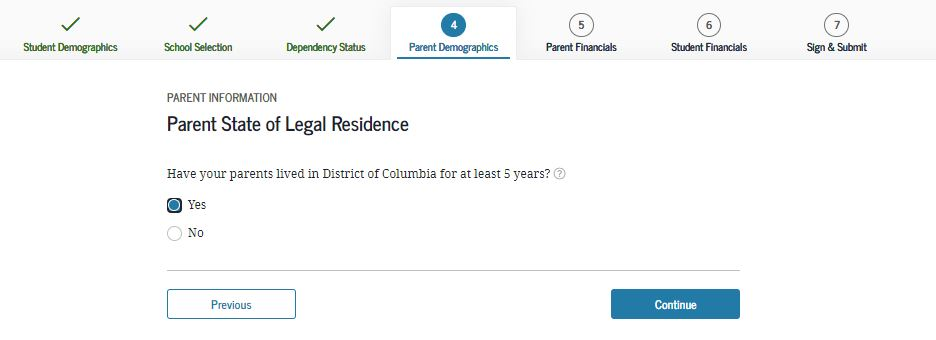 4 5 6 7
Student Demographics School Selection Dependency Status Parent Demographics Parent Financials Student Financials Sign & Submit
PARENT INFORMATION
Parent State of Legal Residence
Have your parents lived in District of Columbia for at least 5 years? ?
Yes
No
Previous Continue